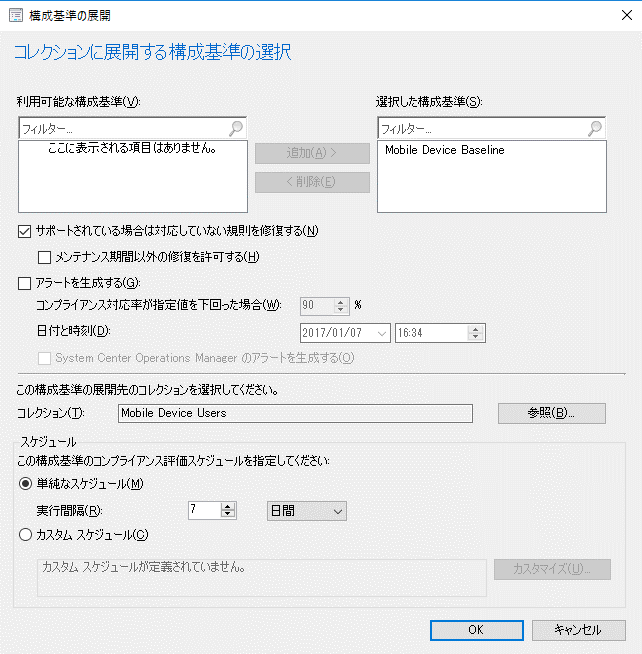 構成基準の展開
コレクションに展開する構成基準の選択
利用可能な構成基準(V):
選択した構成基準(S):
フィルター...
フィルター...
ここに表示される項目はありません。
追加(A) >
Mobile Device Baseline
< 削除(E)
サポートされている場合は対応していない規則を修復する(N)
メンテナンス期間以外の修復を許可する(H)
アラートを生成する(G):
コンプライアンス対応率が指定値を下回った場合(W): 90 %
日付と時刻(D): 2017/01/07 16:34
System Center Operations Manager のアラートを生成する(O)
この構成基準の展開先のコレクションを選択してください。
コレクション(T): Mobile Device Users 参照(B)...
スケジュール
この構成基準のコンプライアンス評価スケジュールを指定してください:
単純なスケジュール(M)
実行間隔(R): 7 日間
カスタム スケジュール(C)
カスタム スケジュールが定義されていません。
カスタマイズ(U)...
OK キャンセル